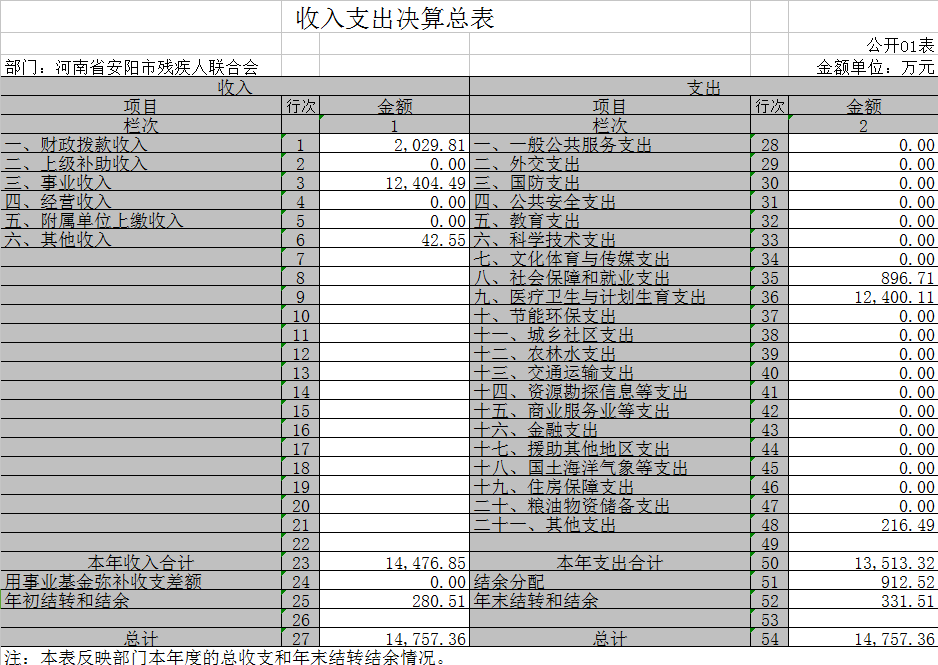 收入支出决算总表
公开01表
部门：河南省安阳市残疾人联合会 金额单位：万元
收入 支出
项目 行次 金额 项目 行次 金额
栏次 1 栏次 2
一、财政拨款收入 1 2,029.81 一、一般公共服务支出 28 0.00
二、上级补助收入 2 0.00 二、外交支出 29 0.00
三、事业收入 3 12,404.49 三、国防支出 30 0.00
四、经营收入 4 0.00 四、公共安全支出 31 0.00
五、附属单位上缴收入 5 0.00 五、教育支出 32 0.00
六、其他收入 6 42.55 六、科学技术支出 33 0.00
7 七、文化体育与传媒支出 34 0.00
8 八、社会保障和就业支出 35 896.71
9 九、医疗卫生与计划生育支出 36 12,400.11
10 十、节能环保支出 37 0.00
11 十一、城乡社区支出 38 0.00
12 十二、农林水支出 39 0.00
13 十三、交通运输支出 40 0.00
14 十四、资源勘探信息等支出 41 0.00
15 十五、商业服务业等支出 42 0.00
16 十六、金融支出 43 0.00
17 十七、援助其他地区支出 44 0.00
18 十八、国土海洋气象等支出 45 0.00
19 十九、住房保障支出 46 0.00
20 二十、粮油物资储备支出 47 0.00
21 二十一、其他支出 48 216.49
22 49
本年收入合计 23 14,476.85 本年支出合计 50 13,513.32
用事业基金弥补收支差额 24 0.00 结余分配 51 912.52
年初结转和结余 25 280.51 年末结转和结余 52 331.51
26 53
总计 27 14,757.36 总计 54 14,757.36
注：本表反映部门本年度的总收支和年末结转结余情况。